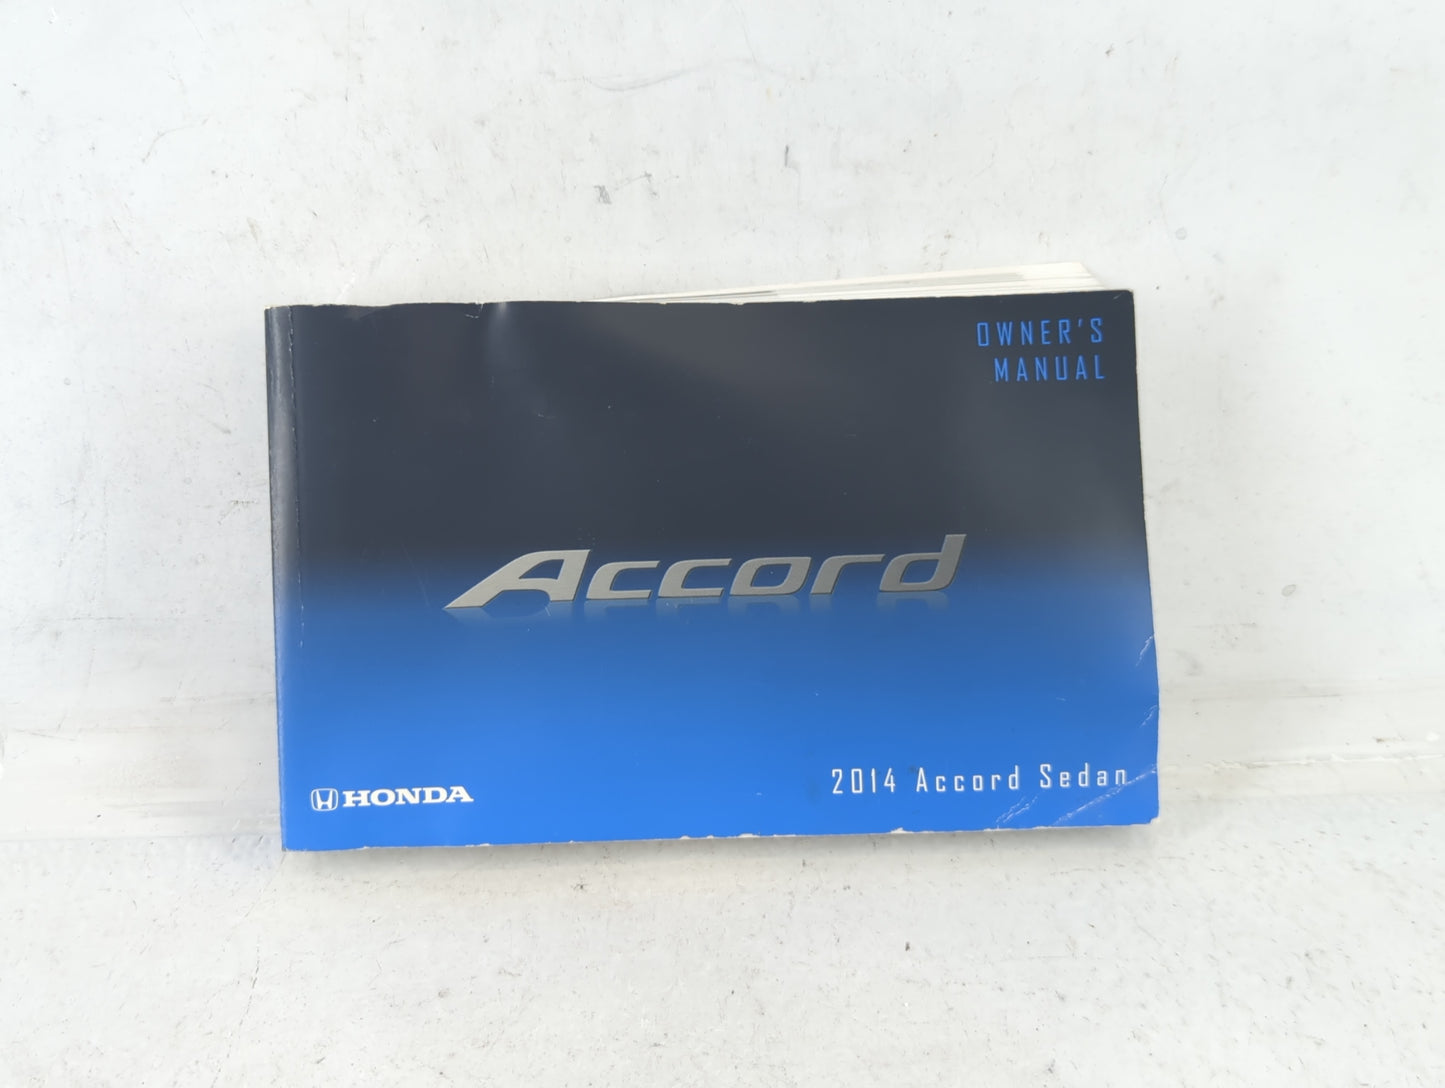 OWNER'S
MANUAL
Accord
2014 Accord Sedan
HONDA